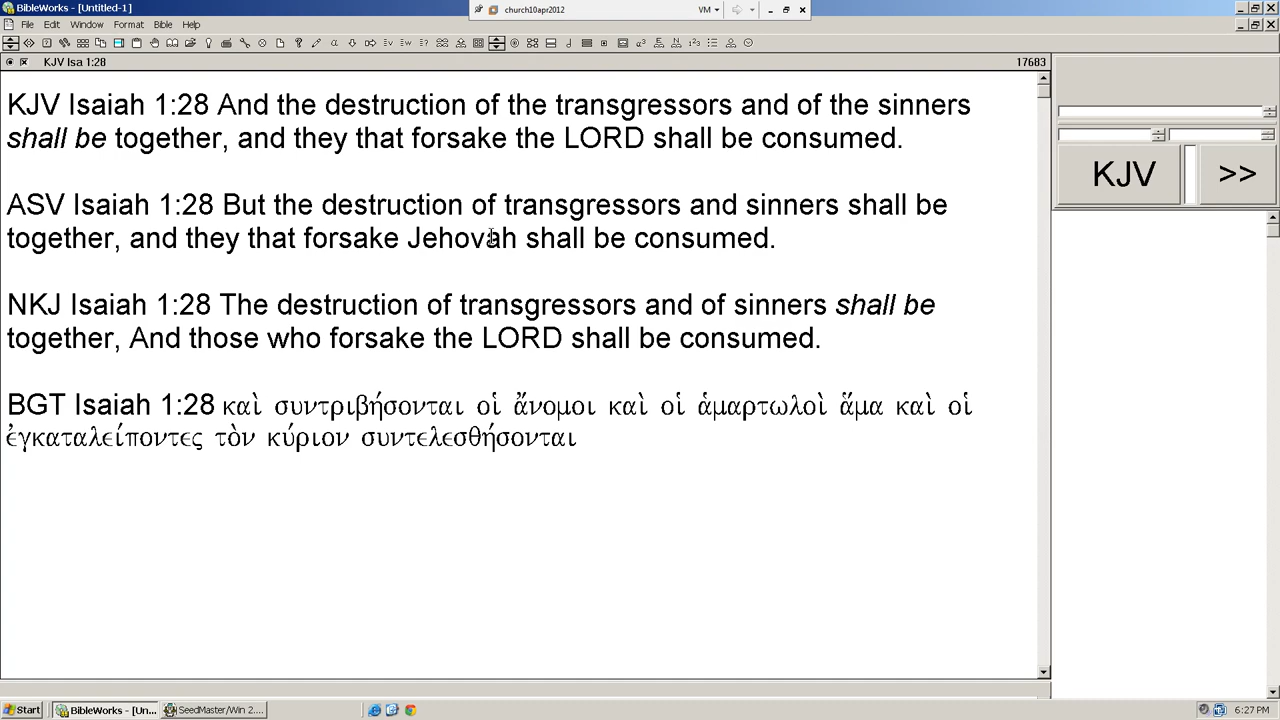 BibleWorks - [Untitled-1]
church10apr2012
VM
File Edit Window Format Bible Help
KJV Isa 1:28
17683
KJV Isaiah 1:28 And the destruction of the transgressors and of the sinners
shall be together, and they that forsake the LORD shall be consumed.
KJV
>>
ASV Isaiah 1:28 But the destruction of transgressors and sinners shall be
together, and they that forsake Jehovah shall be consumed.
NKJ Isaiah 1:28 The destruction of transgressors and of sinners shall be
together, And those who forsake the LORD shall be consumed.
BGT Isaiah 1:28 καὶ συντριβήσονται οἱ ἄνομοι καὶ οἱ ἁμαρτωλοὶ ἅμα καὶ οἱ
ἐγκαταλείποντες τὸν κύριον συντελεσθήσονται
Start
BibleWorks - [Un...
SeedMaster/Win 2....
6:27 PM